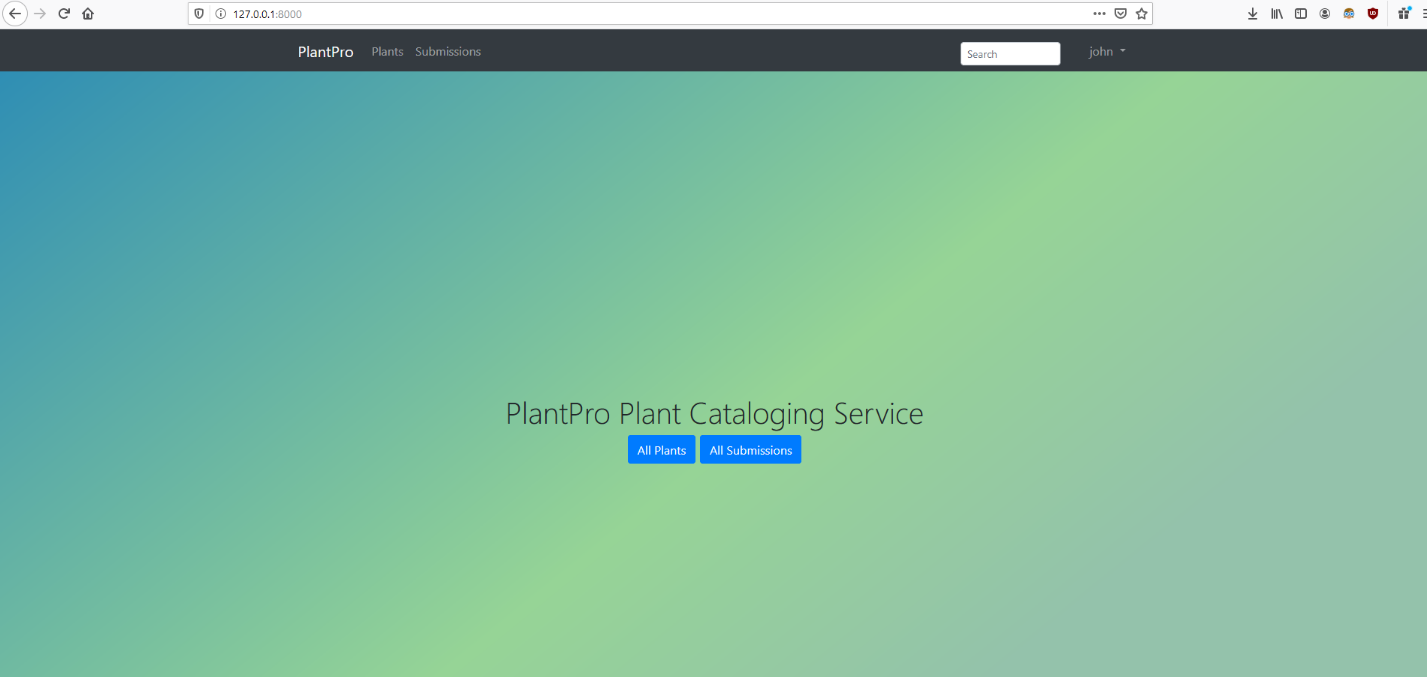 127.0.0.1:8000
PlantPro Plants Submissions Search john
PlantPro Plant Cataloging Service
All Plants All Submissions